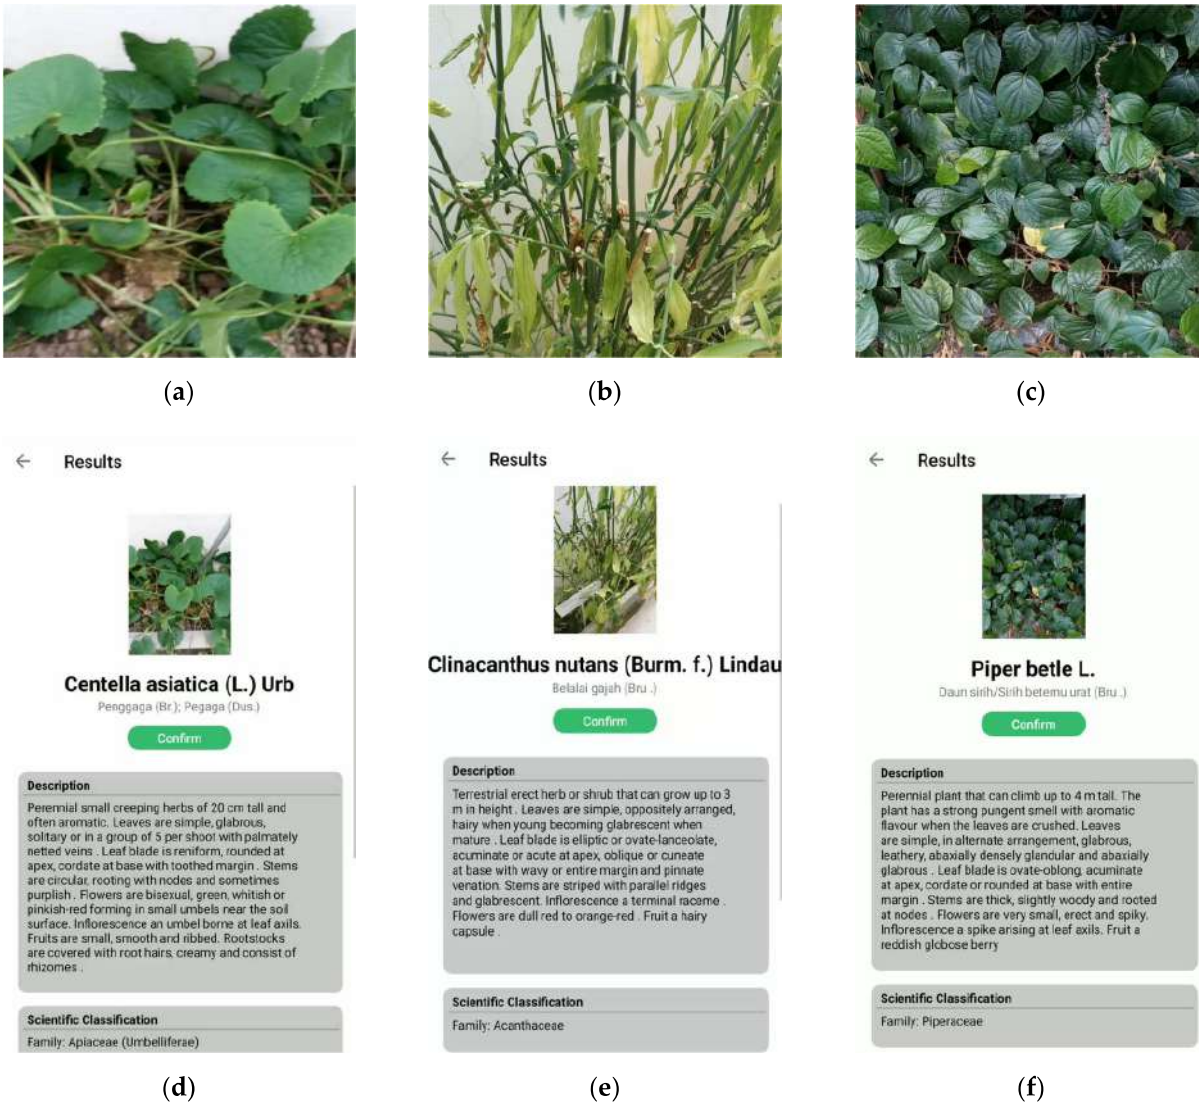 (a)
(b)
(c)
← Results
Centella asiatica (L.) Urb
Penggaga (Br.); Pegaga (Dus.)
Confirm
Description
Perennial small creeping herbs of 20 cm tall and
often aromatic. Leaves are simple, glabrous,
solitary or in a group of 5 per shoot with palmately
netted veins . Leaf blade is reniform, rounded at
apex, cordate at base with toothed margin . Stems
are circular, rooting with nodes and sometimes
purplish . Flowers are bisexual, green, whitish or
pinkish-red forming in small umbels near the soil
surface. Inflorescence an umbel borne at leaf axils.
Fruits are small, smooth and ribbed. Rootstocks
are covered with root hairs, creamy and consist of
rhizomes .
Scientific Classification
Family: Apiaceae (Umbelliferae)
(d)
← Results
Clinacanthus nutans (Burm. f.) Lindau
Belalai gajah (Bru .)
Confirm
Description
Terrestrial erect herb or shrub that can grow up to 3
m in height . Leaves are simple, oppositely arranged,
hairy when young becoming glabrescent when
mature . Leaf blade is elliptic or ovate-lanceolate,
acuminate or acute at apex, oblique or cuneate
at base with wavy or entire margin and pinnate
venation. Stems are striped with parallel ridges
and glabrescent. Inflorescence a terminal raceme .
Flowers are dull red to orange-red . Fruit a hairy
capsule .
Scientific Classification
Family: Acanthaceae
(e)
← Results
Piper betle L.
Daun sirih/Sirih betemu urat (Bru .)
Confirm
Description
Perennial plant that can climb up to 4 m tall. The
plant has a strong pungent smell with aromatic
flavour when the leaves are crushed. Leaves
are simple, in alternate arrangement, glabrous,
leathery, abaxially densely glandular and abaxially
glabrous . Leaf blade is ovate-oblong, acuminate
at apex, cordate or rounded at base with entire
margin . Stems are thick, slightly woody and rooted
at nodes . Flowers are very small, erect and spiky.
Inflorescence a spike arising at leaf axils. Fruit a
reddish globose berry
Scientific Classification
Family: Piperaceae
(f)